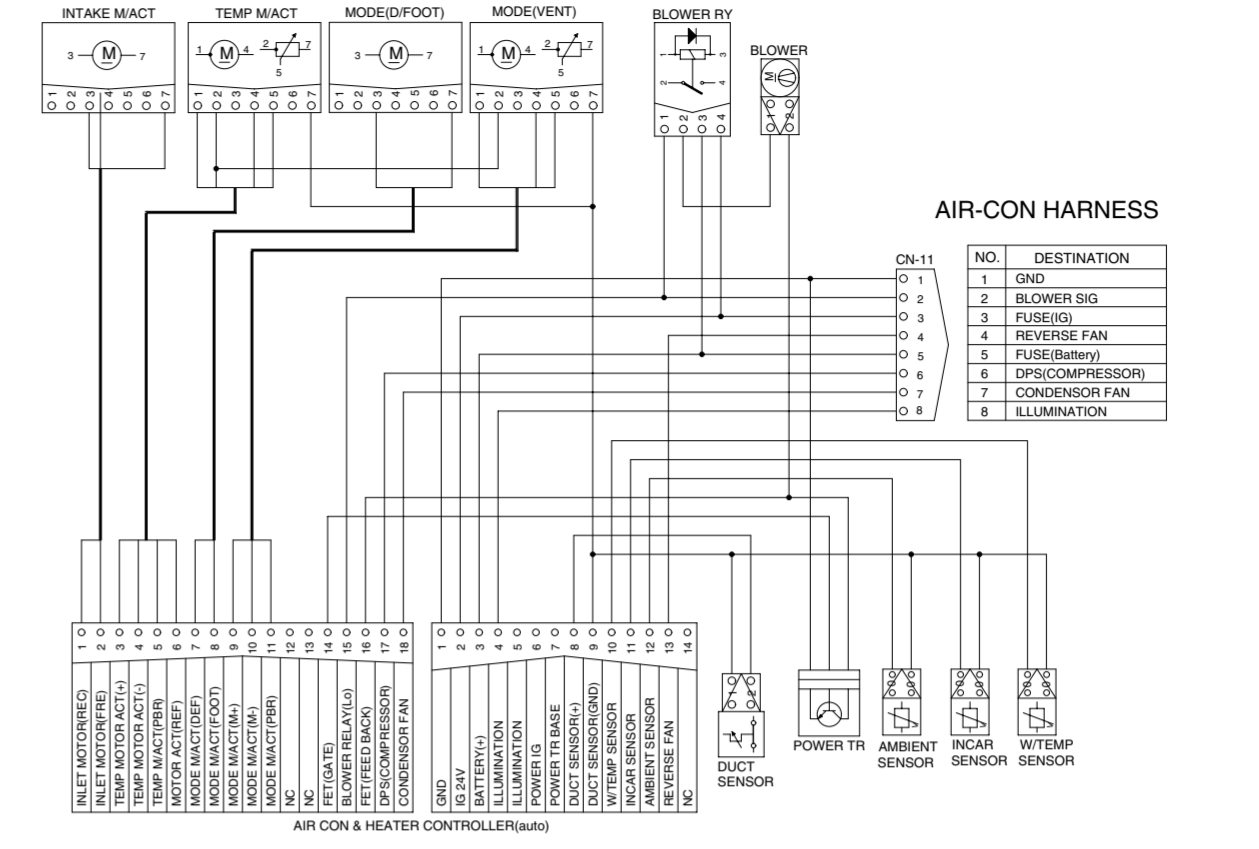 INTAKE M/ACT
TEMP M/ACT
MODE(D/FOOT)
MODE(VENT)
BLOWER RY
BLOWER
3 M 7
1 M 4 2 7 5
3 M 7
1 M 4 2 7 5
1 3 2 4
M
1 2 3 4 5 6 7
1 2 3 4 5 6 7
1 2 3 4 5 6 7
1 2 3 4 5 6 7
1 2 3 4
1 2
AIR-CON HARNESS
CN-11
1
2
3
4
5
6
7
8
NO. DESTINATION
1 GND
2 BLOWER SIG
3 FUSE(IG)
4 REVERSE FAN
5 FUSE(Battery)
6 DPS(COMPRESSOR)
7 CONDENSOR FAN
8 ILLUMINATION
1 INLET MOTOR(REC)
2 INLET MOTOR(FRE)
3 TEMP MOTOR ACT(+)
4 TEMP MOTOR ACT(-)
5 TEMP M/ACT(PBR)
6 MOTOR ACT(REF)
7 MODE M/ACT(DEF)
8 MODE M/ACT(FOOT)
9 MODE M/ACT(M+)
10 MODE M/ACT(M-)
11 MODE M/ACT(PBR)
12 NC
13 NC
14 FET(GATE)
15 BLOWER RELAY(Lo)
16 FET(FEED BACK)
17 DPS(COMPRESSOR)
18 CONDENSOR FAN
1 GND
2 IG 24V
3 BATTERY(+)
4 ILLUMINATION
5 ILLUMINATION
6 POWER IG
7 POWER TR BASE
8 DUCT SENSOR(+)
9 DUCT SENSOR(GND)
10 W/TEMP SENSOR
11 INCAR SENSOR
12 AMBIENT SENSOR
13 REVERSE FAN
14 NC
AIR CON & HEATER CONTROLLER(auto)
1 2
DUCT
SENSOR
POWER TR
AMBIENT
SENSOR
INCAR
SENSOR
W/TEMP
SENSOR